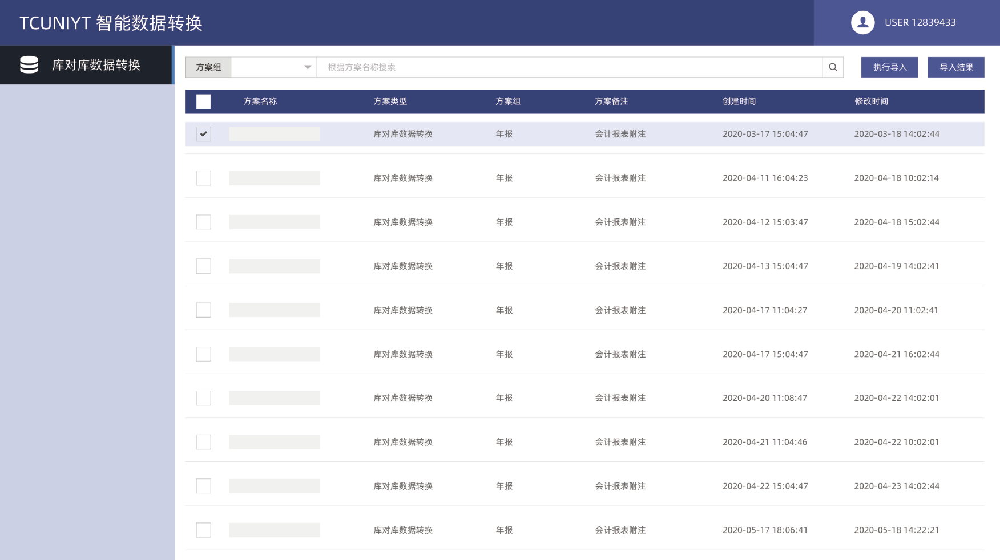 TCUNIYT 智能数据转换
USER 12839433
库对库数据转换
方案组 根据方案名称搜索 执行导入 导入结果
方案名称 方案类型 方案组 方案备注 创建时间 修改时间
库对库数据转换 年报 会计报表附注 2020-03-17 15:04:47 2020-03-18 14:02:44
库对库数据转换 年报 会计报表附注 2020-04-11 16:04:23 2020-04-18 10:02:14
库对库数据转换 年报 会计报表附注 2020-04-12 15:03:47 2020-04-18 15:02:44
库对库数据转换 年报 会计报表附注 2020-04-13 15:04:47 2020-04-19 14:02:41
库对库数据转换 年报 会计报表附注 2020-04-17 11:04:27 2020-04-20 11:02:41
库对库数据转换 年报 会计报表附注 2020-04-17 15:04:47 2020-04-21 16:02:44
库对库数据转换 年报 会计报表附注 2020-04-20 11:08:47 2020-04-22 14:02:01
库对库数据转换 年报 会计报表附注 2020-04-21 11:04:46 2020-04-22 10:02:01
库对库数据转换 年报 会计报表附注 2020-04-22 15:04:47 2020-04-23 14:02:44
库对库数据转换 年报 会计报表附注 2020-05-17 18:06:41 2020-05-18 14:22:21